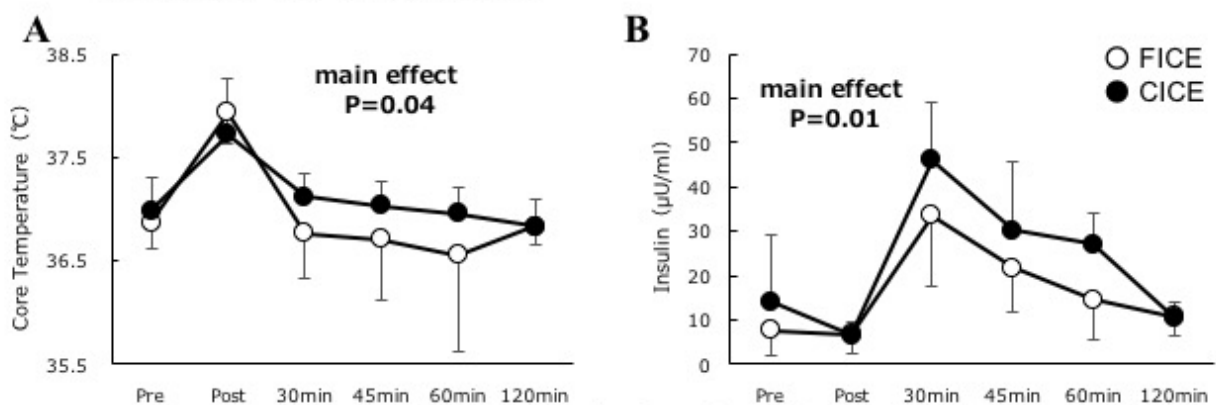 A
38.5
37.5
36.5
35.5
Core Temperature (℃)
main effect
P=0.04
Pre Post 30min 45min 60min 120min
B
70
60
50
40
30
20
10
0
Insulin (μU/ml)
main effect
P=0.01
FICE
CICE
Pre Post 30min 45min 60min 120min